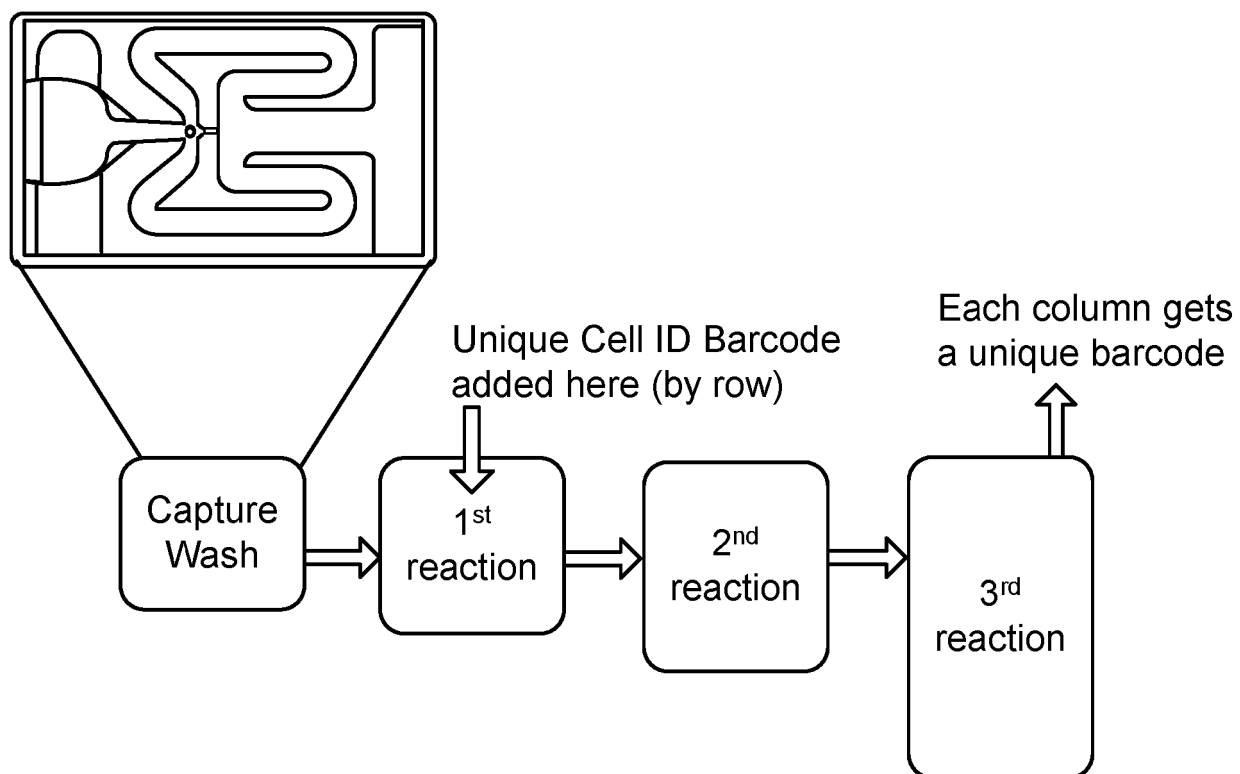 Each column gets
a unique barcode
Unique Cell ID Barcode
added here (by row)
Capture
Wash
1st
reaction
2nd
reaction
3rd
reaction